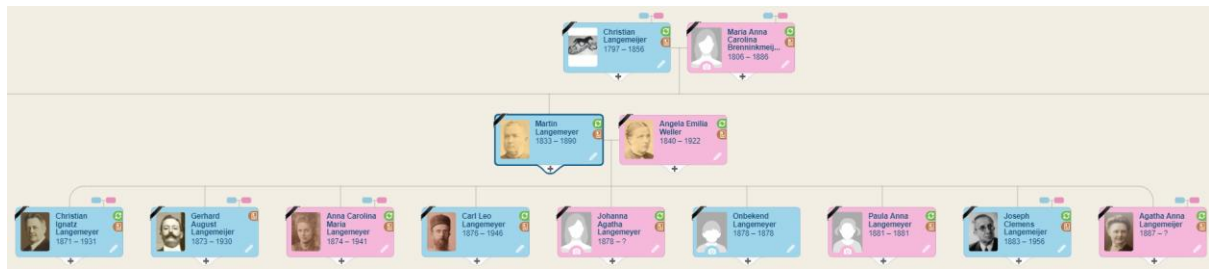 Christian
Langemeijer
1797 – 1856
Maria Anna
Carolina
Brenninkmeij...
1806 – 1886
Martin
Langemeyer
1833 – 1890
Angela Emilia
Weller
1840 – 1922
Christian
Ignatz
Langemeyer
1871 – 1931
Gerhard
August
Langemeijer
1873 – 1930
Anna Carolina
Maria
Langemeyer
1874 – 1941
Carl Leo
Langemeyer
1876 – 1946
Johanna
Agatha
Langemeyer
1878 – ?
Onbekend
Langemeyer
1878 – 1878
Paula Anna
Langemeyer
1881 – 1881
Joseph
Clemens
Langemeijer
1883 – 1956
Agatha Anna
Langemeyer
1887 – ?